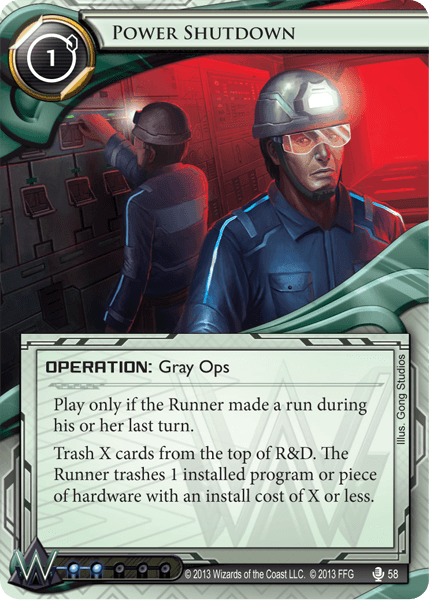 1
Power Shutdown
OPERATION: Gray Ops
Play only if the Runner made a run during
his or her last turn.
Trash X cards from the top of R&D. The
Runner trashes 1 installed program or piece
of hardware with an install cost of X or less.
Illus. Gong Studios
© 2013 Wizards of the Coast LLC. © 2013 FFG
58